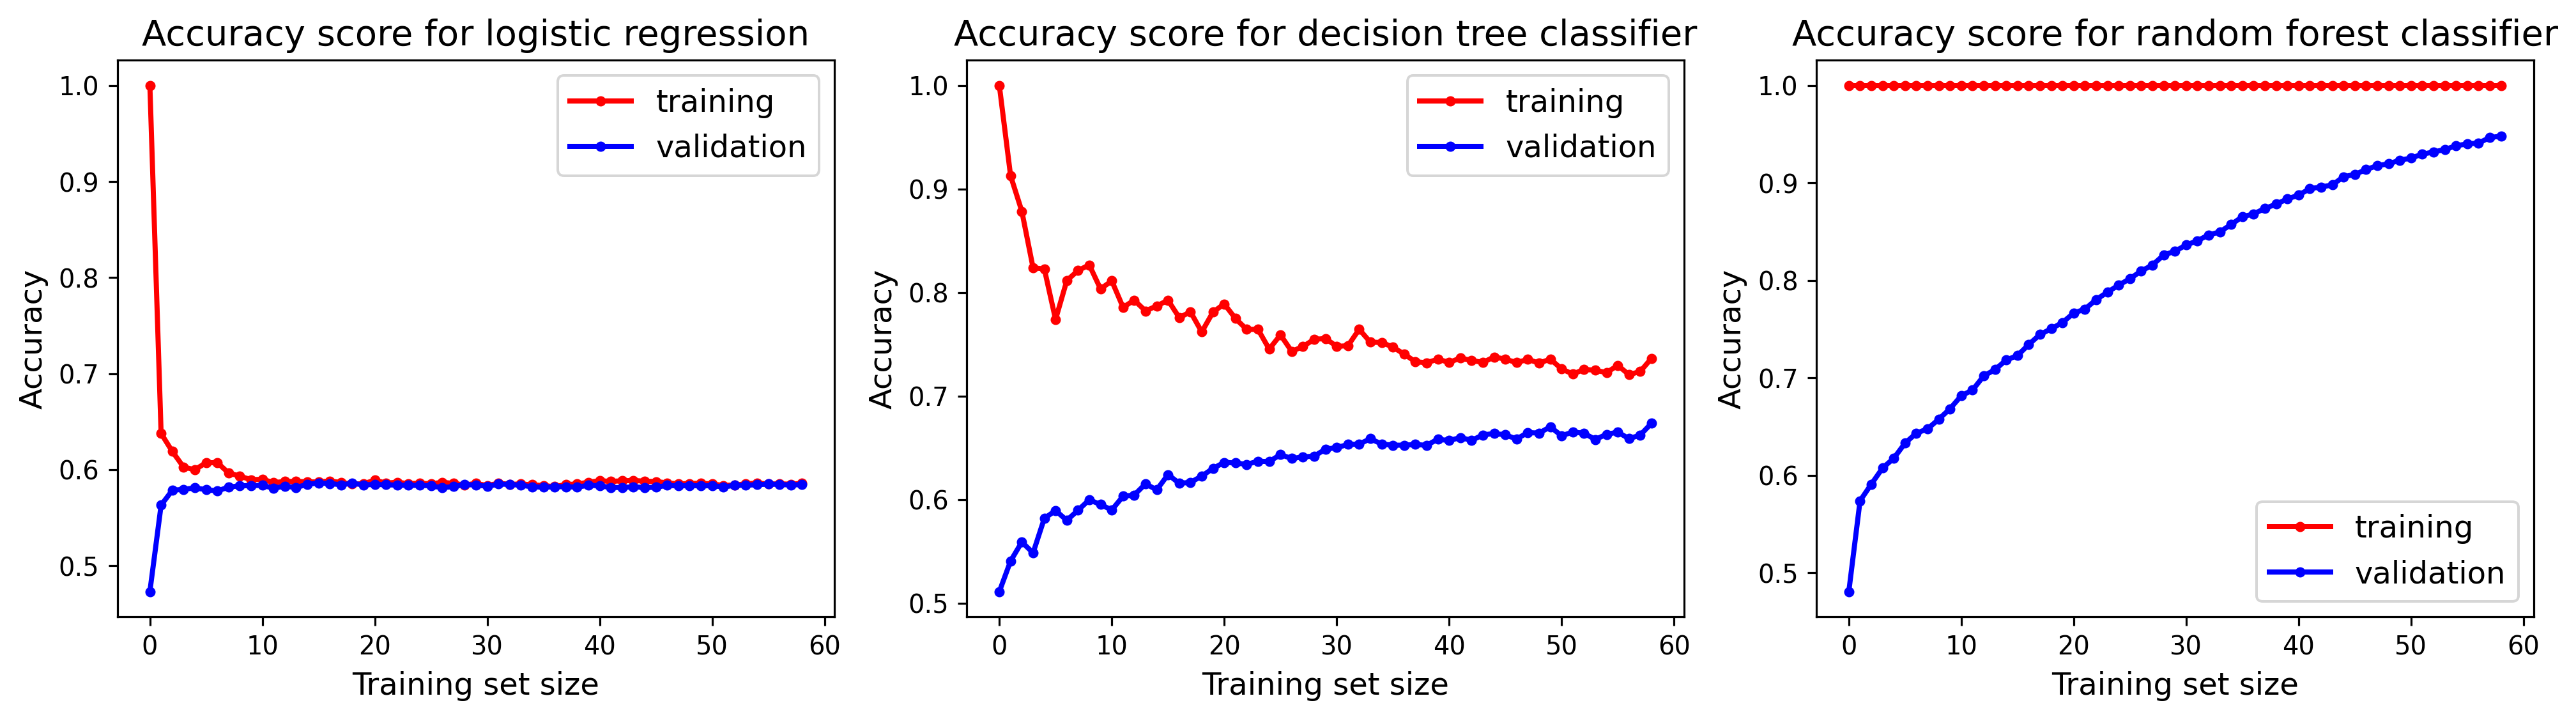 Accuracy score for logistic regression
1.0
0.9
0.8
0.7
0.6
0.5
Accuracy
training
validation
0 10 20 30 40 50 60
Training set size
Accuracy score for decision tree classifier
1.0
0.9
0.8
0.7
0.6
0.5
Accuracy
training
validation
0 10 20 30 40 50 60
Training set size
Accuracy score for random forest classifier
1.0
0.9
0.8
0.7
0.6
0.5
Accuracy
training
validation
0 10 20 30 40 50 60
Training set size